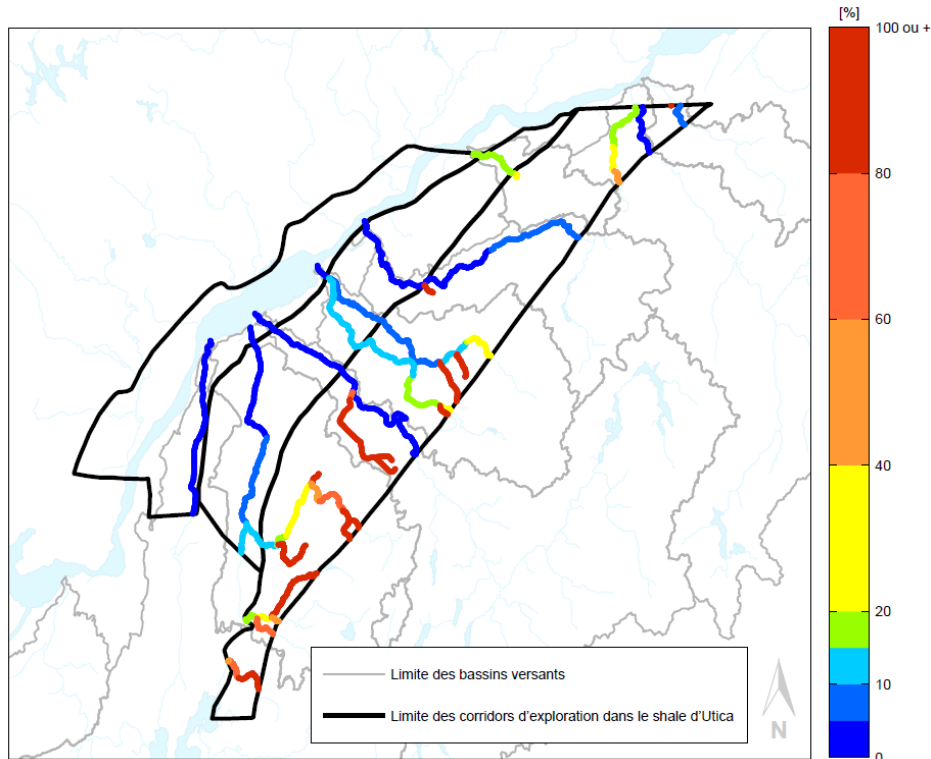 [%]
100 ou +
80
60
40
20
10
0
Limite des bassins versants
Limite des corridors d'exploration dans le shale d'Utica
N